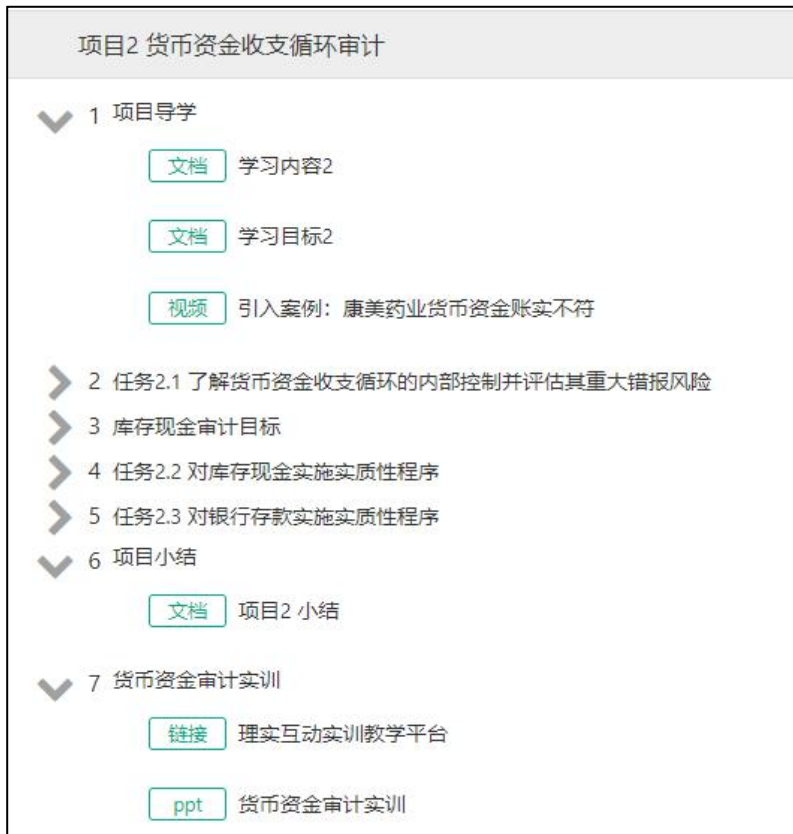 项目2 货币资金收支循环审计
1 项目导学
文档 学习内容2
文档 学习目标2
视频 引入案例：康美药业货币资金账实不符
2 任务2.1 了解货币资金收支循环的内部控制并评估其重大错报风险
3 库存现金审计目标
4 任务2.2 对库存现金实施实质性程序
5 任务2.3 对银行存款实施实质性程序
6 项目小结
文档 项目2 小结
7 货币资金审计实训
链接 理实互动实训教学平台
ppt 货币资金审计实训